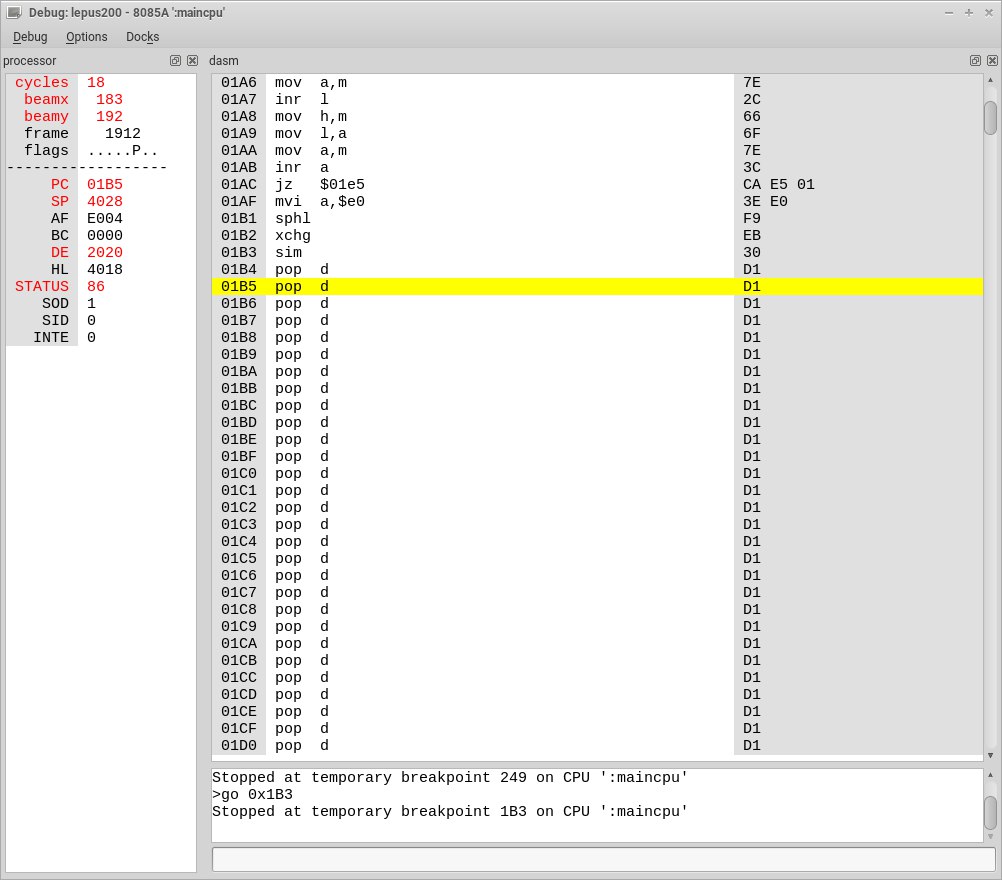 Debug: lepus200 - 8085A ':maincpu'
Debug Options Docks
processor
cycles 18
beamx 183
beamy 192
frame 1912
flags .....P..
------------------
PC 01B5
SP 4028
AF E004
BC 0000
DE 2020
HL 4018
STATUS 86
SOD 1
SID 0
INTE 0
dasm
01A6 mov a,m 7E
01A7 inr l 2C
01A8 mov h,m 66
01A9 mov l,a 6F
01AA mov a,m 7E
01AB inr a 3C
01AC jz $01e5 CA E5 01
01AF mvi a,$e0 3E E0
01B1 sphl F9
01B2 xchg EB
01B3 sim 30
01B4 pop d D1
01B5 pop d D1
01B6 pop d D1
01B7 pop d D1
01B8 pop d D1
01B9 pop d D1
01BA pop d D1
01BB pop d D1
01BC pop d D1
01BD pop d D1
01BE pop d D1
01BF pop d D1
01C0 pop d D1
01C1 pop d D1
01C2 pop d D1
01C3 pop d D1
01C4 pop d D1
01C5 pop d D1
01C6 pop d D1
01C7 pop d D1
01C8 pop d D1
01C9 pop d D1
01CA pop d D1
01CB pop d D1
01CC pop d D1
01CD pop d D1
01CE pop d D1
01CF pop d D1
01D0 pop d D1
Stopped at temporary breakpoint 249 on CPU ':maincpu'
>go 0x1B3
Stopped at temporary breakpoint 1B3 on CPU ':maincpu'